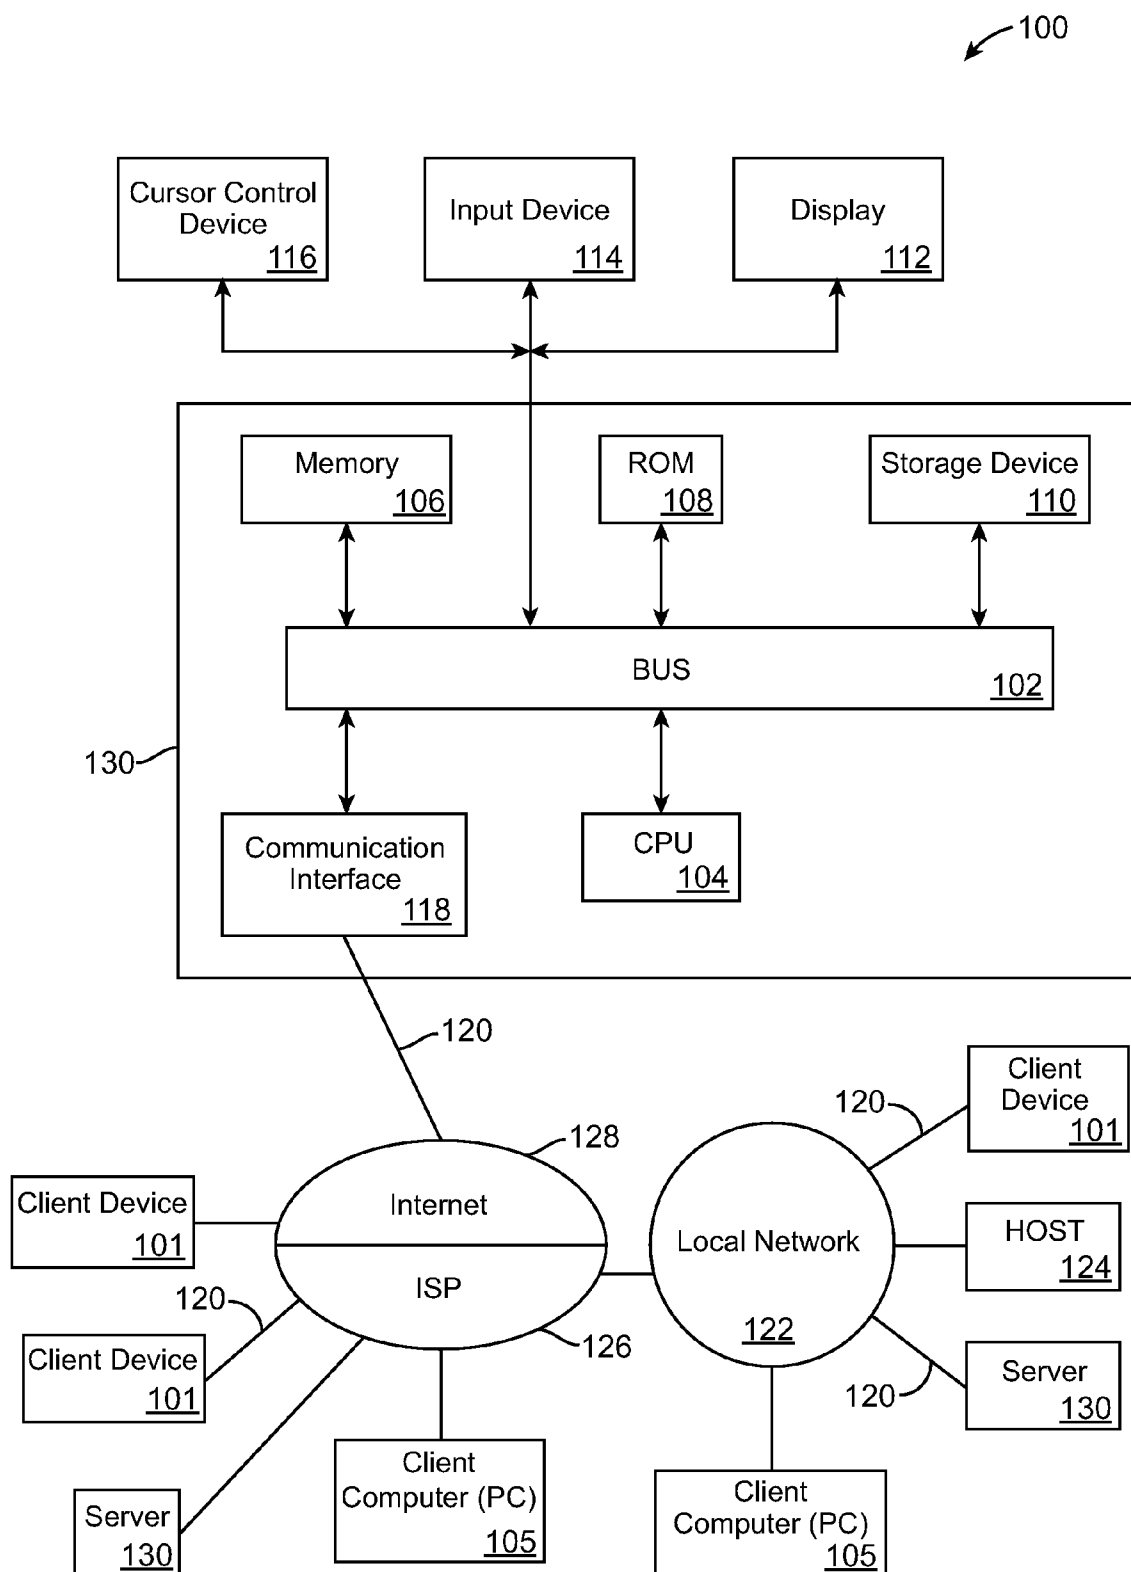 100
Cursor Control
Device
116
Input Device
114
Display
112
Memory
106
ROM
108
Storage Device
110
BUS
102
130
Communication
Interface
118
CPU
104
120
Client
Device
101
120
128
Internet
Client Device
101
Local Network
122
HOST
124
ISP
120
126
Client Device
101
Server
130
120
Client
Computer (PC)
105
Client
Computer (PC)
105
Server
130